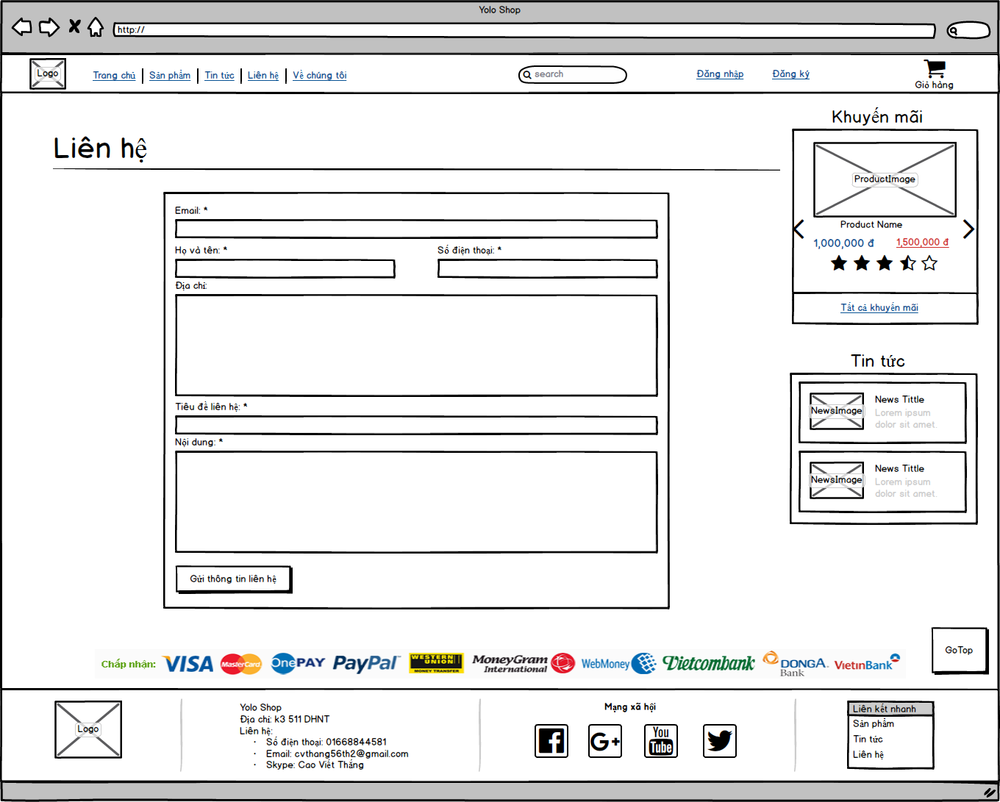 Yolo Shop
http://
Logo
Trang chủ
Sản phẩm
Tin tức
Liên hệ
Về chúng tôi
search
Đăng nhập
Đăng ký
Giỏ hàng
Liên hệ
Email: *
Họ và tên: *
Số điện thoại: *
Địa chỉ:
Tiêu đề liên hệ: *
Nội dung: *
Gửi thông tin liên hệ
Khuyến mãi
ProductImage
Product Name
1,000,000 đ
1,500,000 đ
Tất cả khuyến mãi
Tin tức
NewsImage
News Tittle
Lorem ipsum
dolor sit amet.
NewsImage
News Tittle
Lorem ipsum
dolor sit amet.
GoTop
Chấp nhận:
VISA
MasterCard
OnePAY
PayPal™
WESTERN UNION
MONEY TRANSFER
MoneyGram
International
WebMoney
Vietcombank
DONGA
Bank
VietinBank
Logo
Yolo Shop
Địa chỉ: k3 511 DHNT
Liên hệ:
· Số điện thoại: 01668844581
· Email: cvthang56th2@gmail.com
· Skype: Cao Viết Thắng
Mạng xã hội
G+
You
Tube
Liên kết nhanh
Sản phẩm
Tin tức
Liên hệ